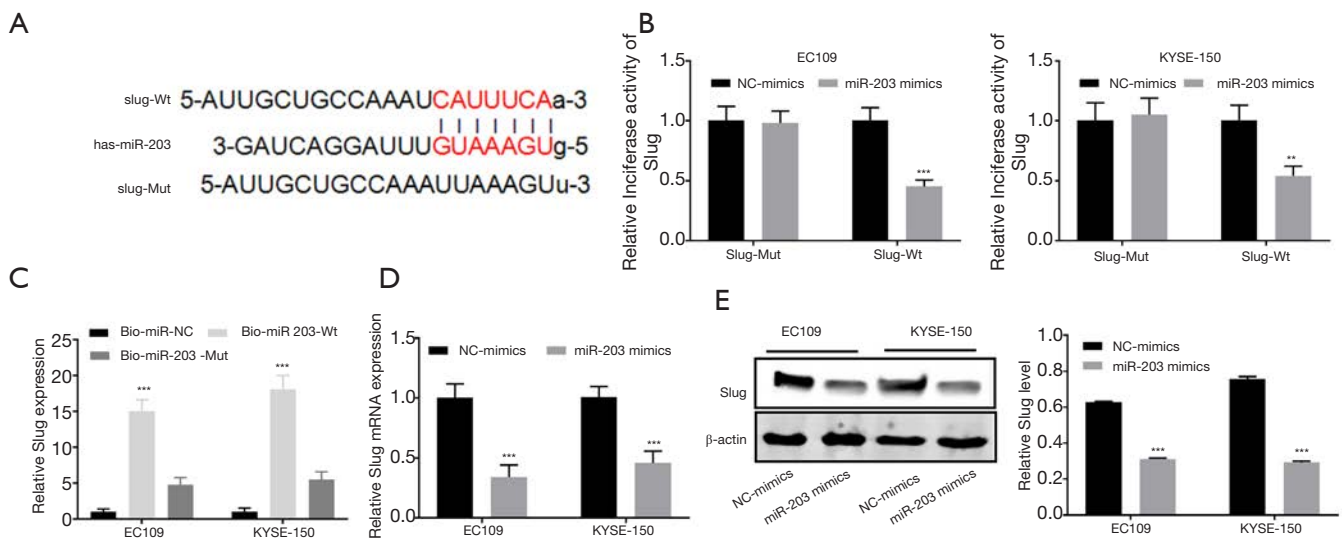 A
slug-Wt 5-AUUGCUGCCAAAUCAUUUCAa-3
has-miR-203 3-GAUCAGGAUUUGUAAAGUg-5
slug-Mut 5-AUUGCUGCCAAAUUAAAGUu-3
B
Relative Inciferase activity of
Slug
1.5
1.0
0.5
0.0
EC109
NC-mimics miR-203 mimics
***
Slug-Mut Slug-Wt
Relative Inciferase activity of
Slug
1.5
1.0
0.5
0.0
KYSE-150
NC-mimics miR-203 mimics
**
Slug-Mut Slug-Wt
C
Relative Slug expression
25
20
15
10
5
0
Bio-miR-NC Bio-miR 203-Wt
Bio-miR-203 -Mut
*** ***
EC109 KYSE-150
D
Relative Slug mRNA expression
1.5
1.0
0.5
0.0
NC-mimics miR-203 mimics
*** ***
EC109 KYSE-150
E
EC109 KYSE-150
Slug
β-actin
NC-mimics miR-203 mimics NC-mimics miR-203 mimics
Relative Slug level
1.0
0.8
0.6
0.4
0.2
0.0
NC-mimics
miR-203 mimics
*** ***
EC109 KYSE-150